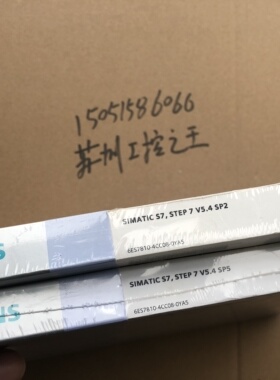 15051586066
苏州工控之王
SIMATIC S7, STEP 7 V5.4 SP2
6ES7810-4CC08-0YA5
SIMATIC S7, STEP 7 V5.4 SP5
6ES7810-4CC08-0YA5